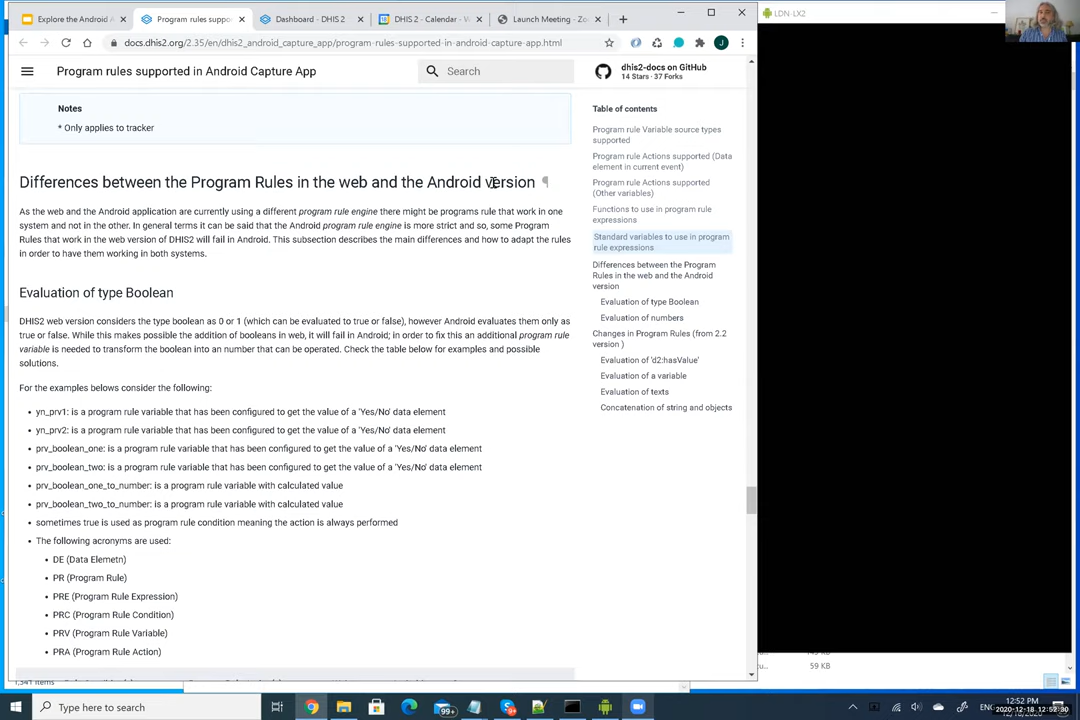 Explore the Android
Program rules suppo
Dashboard - DHIS 2
DHIS 2 - Calendar - W
Launch Meeting - Zo
LDN-LX2
docs.dhis2.org/2.35/en/dhis2_android_capture_app/program-rules-supported-in-android-capture-app.html
J
Program rules supported in Android Capture App
Search
dhis2-docs on GitHub
14 Stars · 37 Forks
Notes
* Only applies to tracker
Differences between the Program Rules in the web and the Android version ¶
As the web and the Android application are currently using a different program rule engine there might be programs rule that work in one
system and not in the other. In general terms it can be said that the Android program rule engine is more strict and so, some Program
Rules that work in the web version of DHIS2 will fail in Android. This subsection describes the main differences and how to adapt the rules
in order to have them working in both systems.
Evaluation of type Boolean
DHIS2 web version considers the type boolean as 0 or 1 (which can be evaluated to true or false), however Android evaluates them only as
true or false. While this makes possible the addition of booleans in web, it will fail in Android; in order to fix this an additional program rule
variable is needed to transform the boolean into an number that can be operated. Check the table below for examples and possible
solutions.
For the examples belows consider the following:
• yn_prv1: is a program rule variable that has been configured to get the value of a 'Yes/No' data element
• yn_prv2: is a program rule variable that has been configured to get the value of a 'Yes/No' data element
• prv_boolean_one: is a program rule variable that has been configured to get the value of a 'Yes/No' data element
• prv_boolean_two: is a program rule variable that has been configured to get the value of a 'Yes/No' data element
• prv_boolean_one_to_number: is a program rule variable with calculated value
• prv_boolean_two_to_number: is a program rule variable with calculated value
• sometimes true is used as program rule condition meaning the action is always performed
• The following acronyms are used:
• DE (Data Elemetn)
• PR (Program Rule)
• PRE (Program Rule Expression)
• PRC (Program Rule Condition)
• PRV (Program Rule Variable)
• PRA (Program Rule Action)
Table of contents
Program rule Variable source types
supported
Program rule Actions supported (Data
element in current event)
Program rule Actions supported
(Other variables)
Functions to use in program rule
expressions
Standard variables to use in program
rule expressions
Differences between the Program
Rules in the web and the Android
version
Evaluation of type Boolean
Evaluation of numbers
Changes in Program Rules (from 2.2
version )
Evaluation of 'd2:hasValue'
Evaluation of a variable
Evaluation of texts
Concatenation of string and objects
59 KB
1,541 items
Type here to search
99+
ENG
12:52 PM
2020-12-18 12:52:30